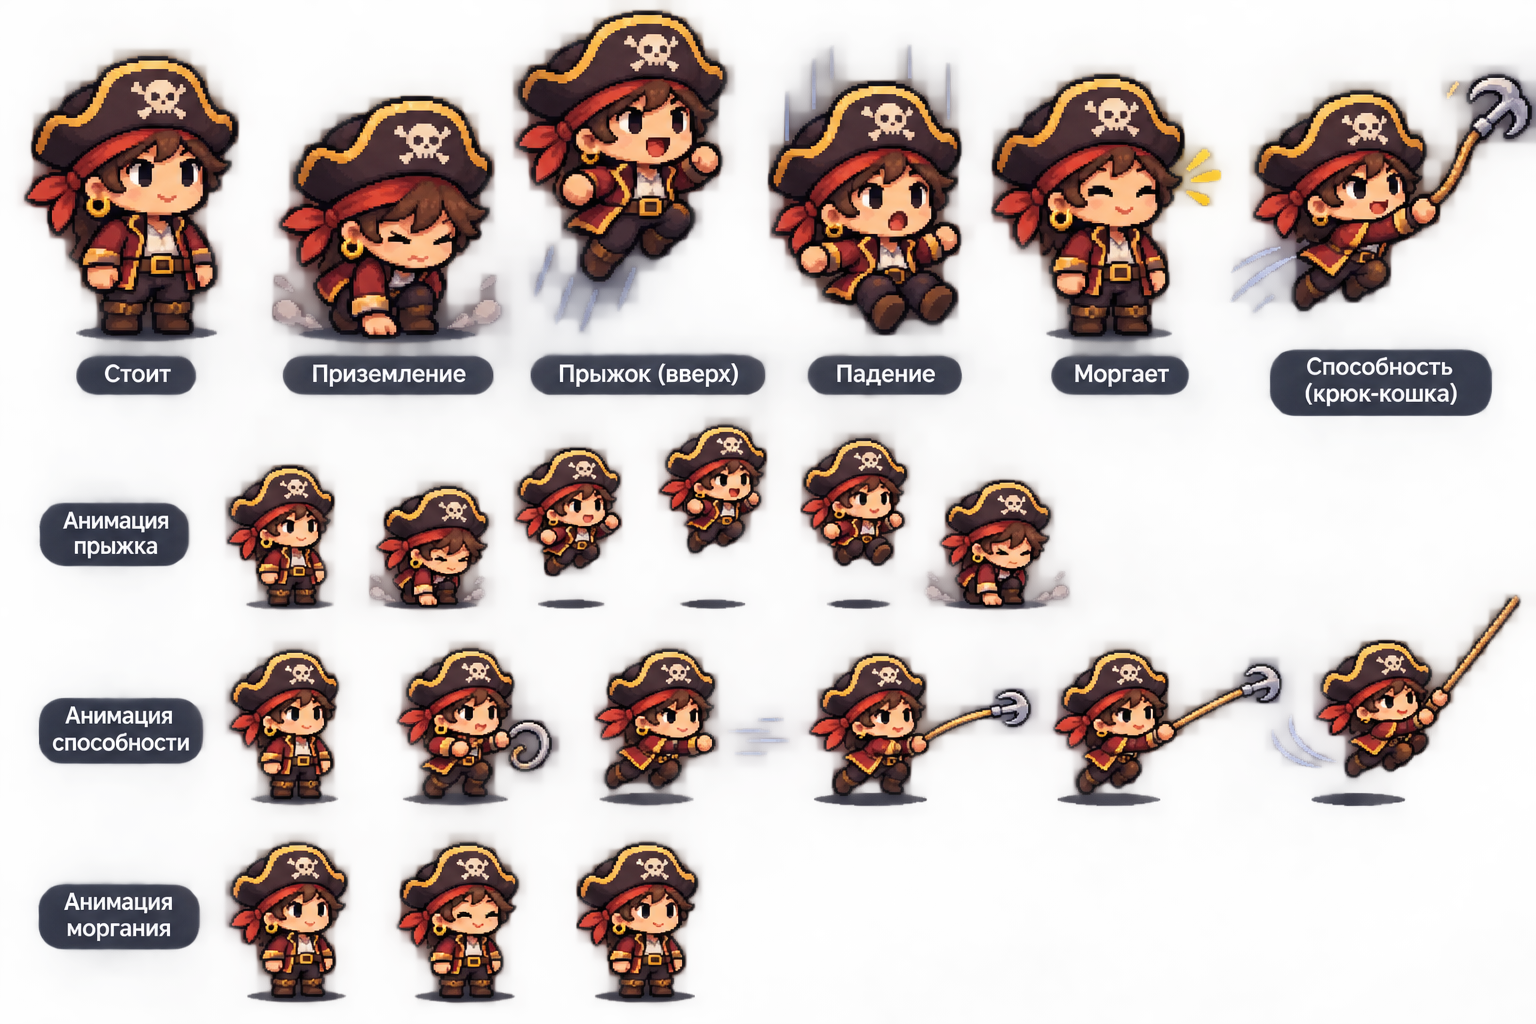 Стоит
Приземление
Прыжок (вверх)
Падение
Моргает
Способность
(крюк-кошка)
Анимация
прыжка
Анимация
способности
Анимация
моргания